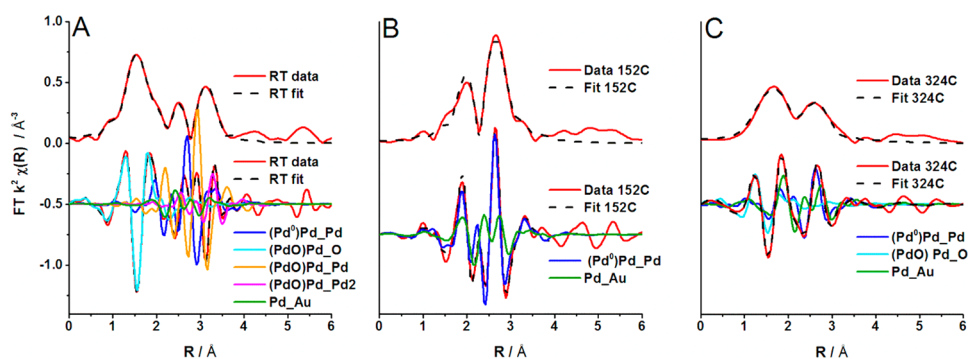 A
B
C
FT k² χ(R) / Å⁻³
1.0
0.5
0.0
-0.5
-1.0
RT data
RT fit
RT data
RT fit
(Pd⁰)Pd_Pd
(PdO)Pd_O
(PdO)Pd_Pd
(PdO)Pd_Pd2
Pd_Au
0 1 2 3 4 5 6
R / Å
Data 152C
Fit 152C
Data 152C
Fit 152C
(Pd⁰)Pd_Pd
Pd_Au
0 1 2 3 4 5 6
R / Å
Data 324C
Fit 324C
Data 324C
Fit 324C
(Pd⁰)Pd_Pd
(PdO) Pd_O
Pd_Au
0 1 2 3 4 5 6
R / Å